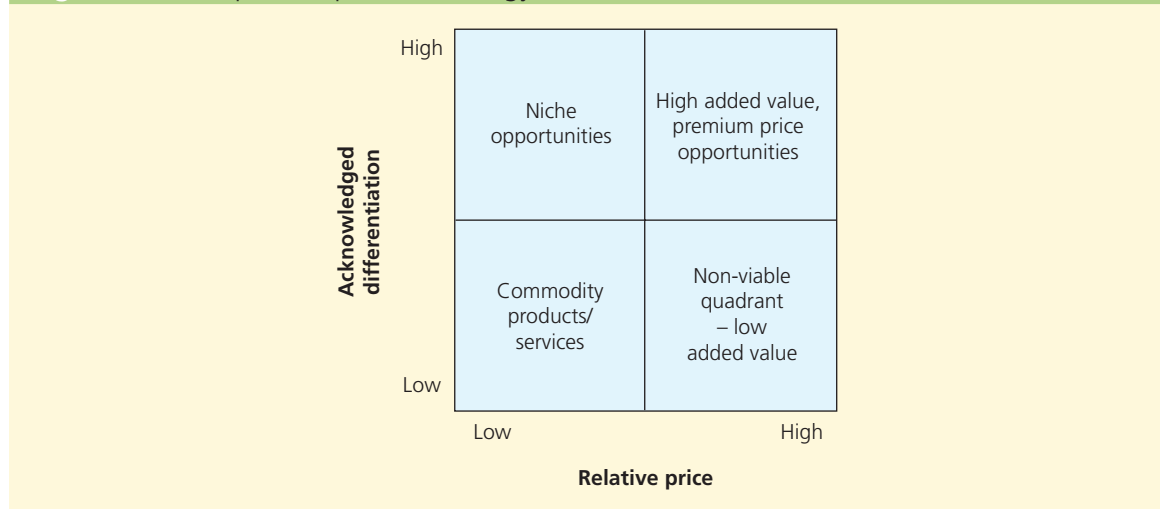 High
Niche
opportunities
High added value,
premium price
opportunities
Acknowledged
differentiation
Commodity
products/
services
Non-viable
quadrant
– low
added value
Low
Low
High
Relative price